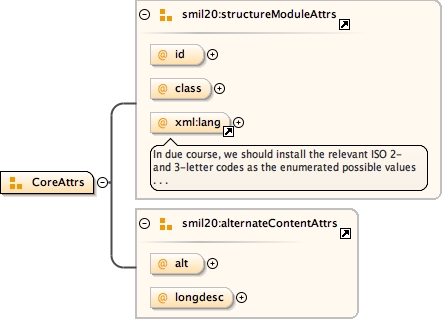 smil20:structureModuleAttrs
@ id
@ class
@ xml:lang
In due course, we should install the relevant ISO 2-
and 3-letter codes as the enumerated possible values
. . .
CoreAttrs
smil20:alternateContentAttrs
@ alt
@ longdesc